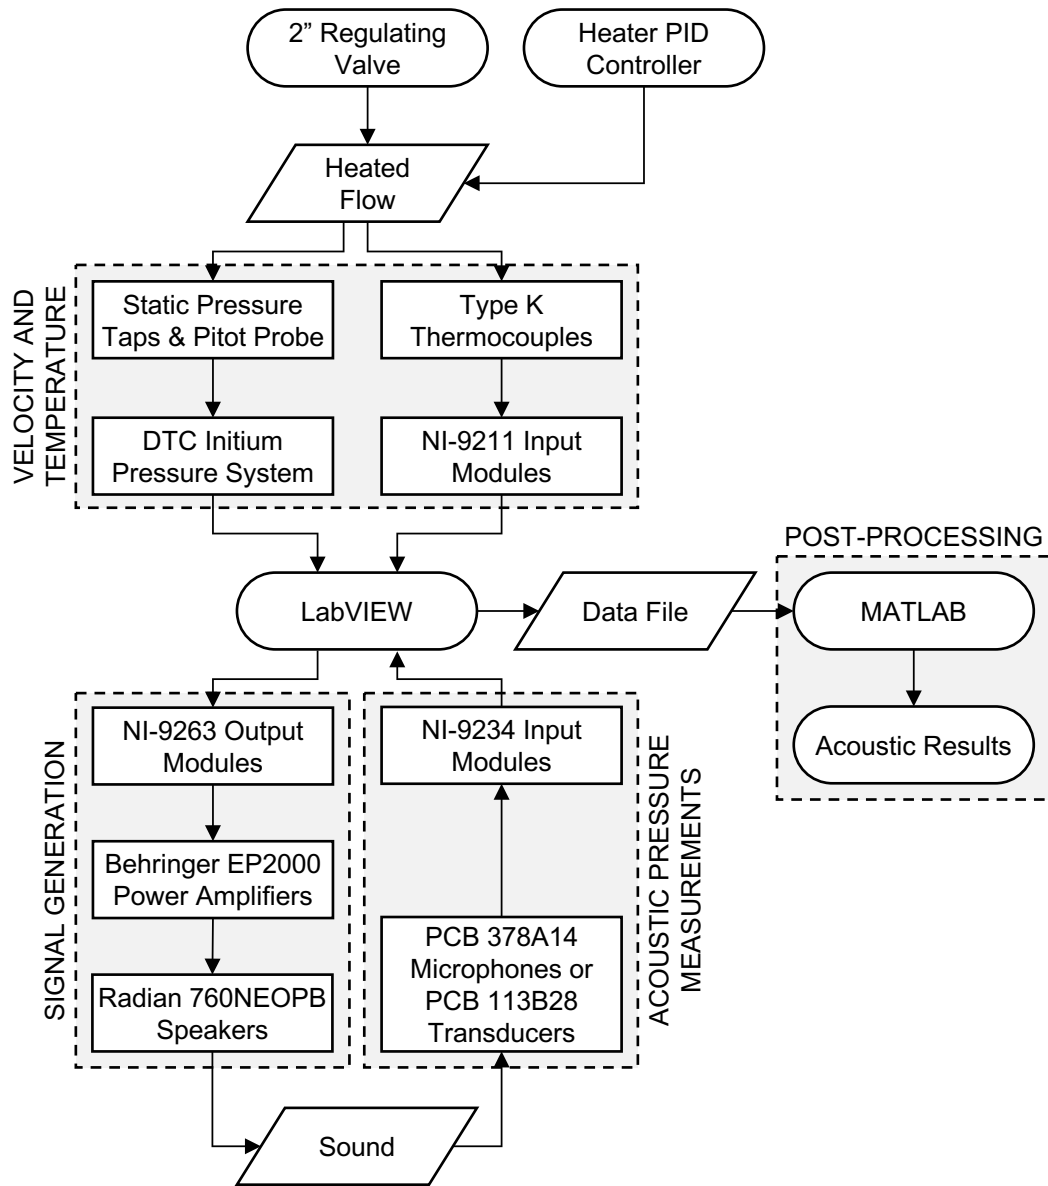 2” Regulating
Valve
Heater PID
Controller
Heated
Flow
VELOCITY AND
TEMPERATURE
Static Pressure
Taps & Pitot Probe
Type K
Thermocouples
DTC Initium
Pressure System
NI-9211 Input
Modules
POST-PROCESSING
LabVIEW
Data File
MATLAB
Acoustic Results
SIGNAL GENERATION
NI-9263 Output
Modules
NI-9234 Input
Modules
ACOUSTIC PRESSURE
MEASUREMENTS
Behringer EP2000
Power Amplifiers
Radian 760NEOPB
Speakers
PCB 378A14
Microphones or
PCB 113B28
Transducers
Sound